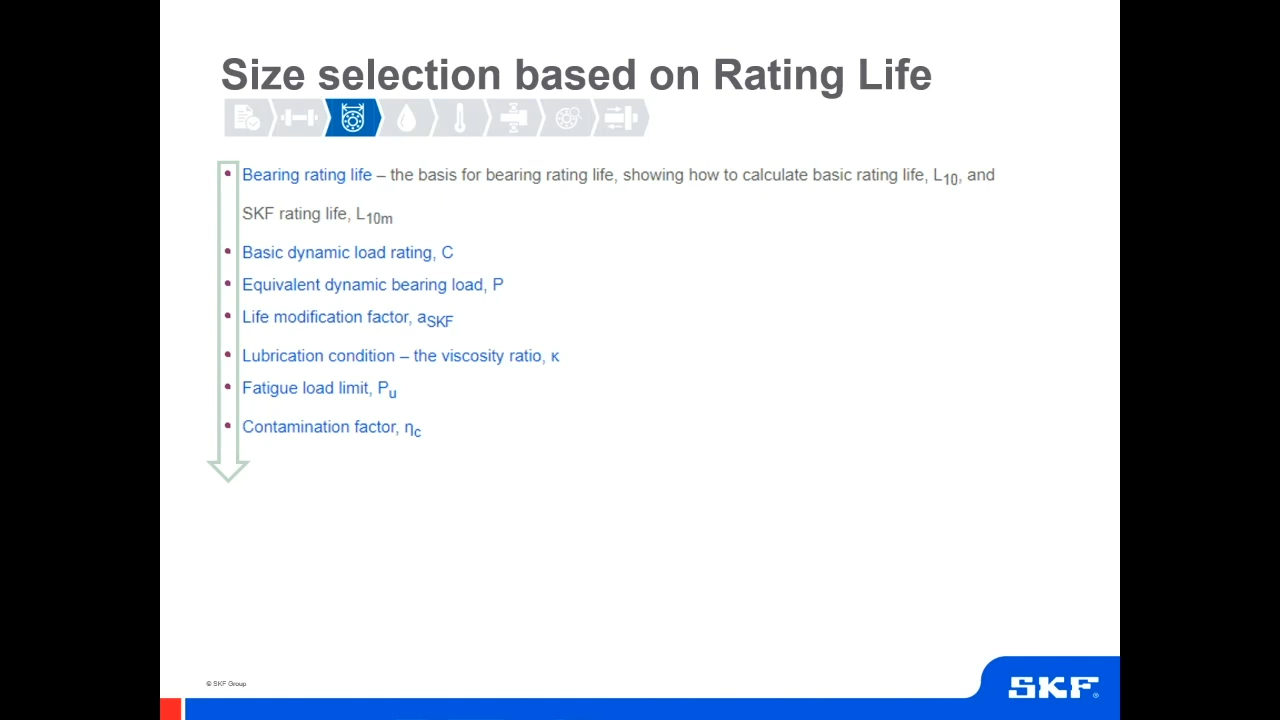 Size selection based on Rating Life
• Bearing rating life – the basis for bearing rating life, showing how to calculate basic rating life, L10, and
SKF rating life, L10m
• Basic dynamic load rating, C
• Equivalent dynamic bearing load, P
• Life modification factor, aSKF
• Lubrication condition – the viscosity ratio, κ
• Fatigue load limit, Pu
• Contamination factor, ηc
© SKF Group
SKF®